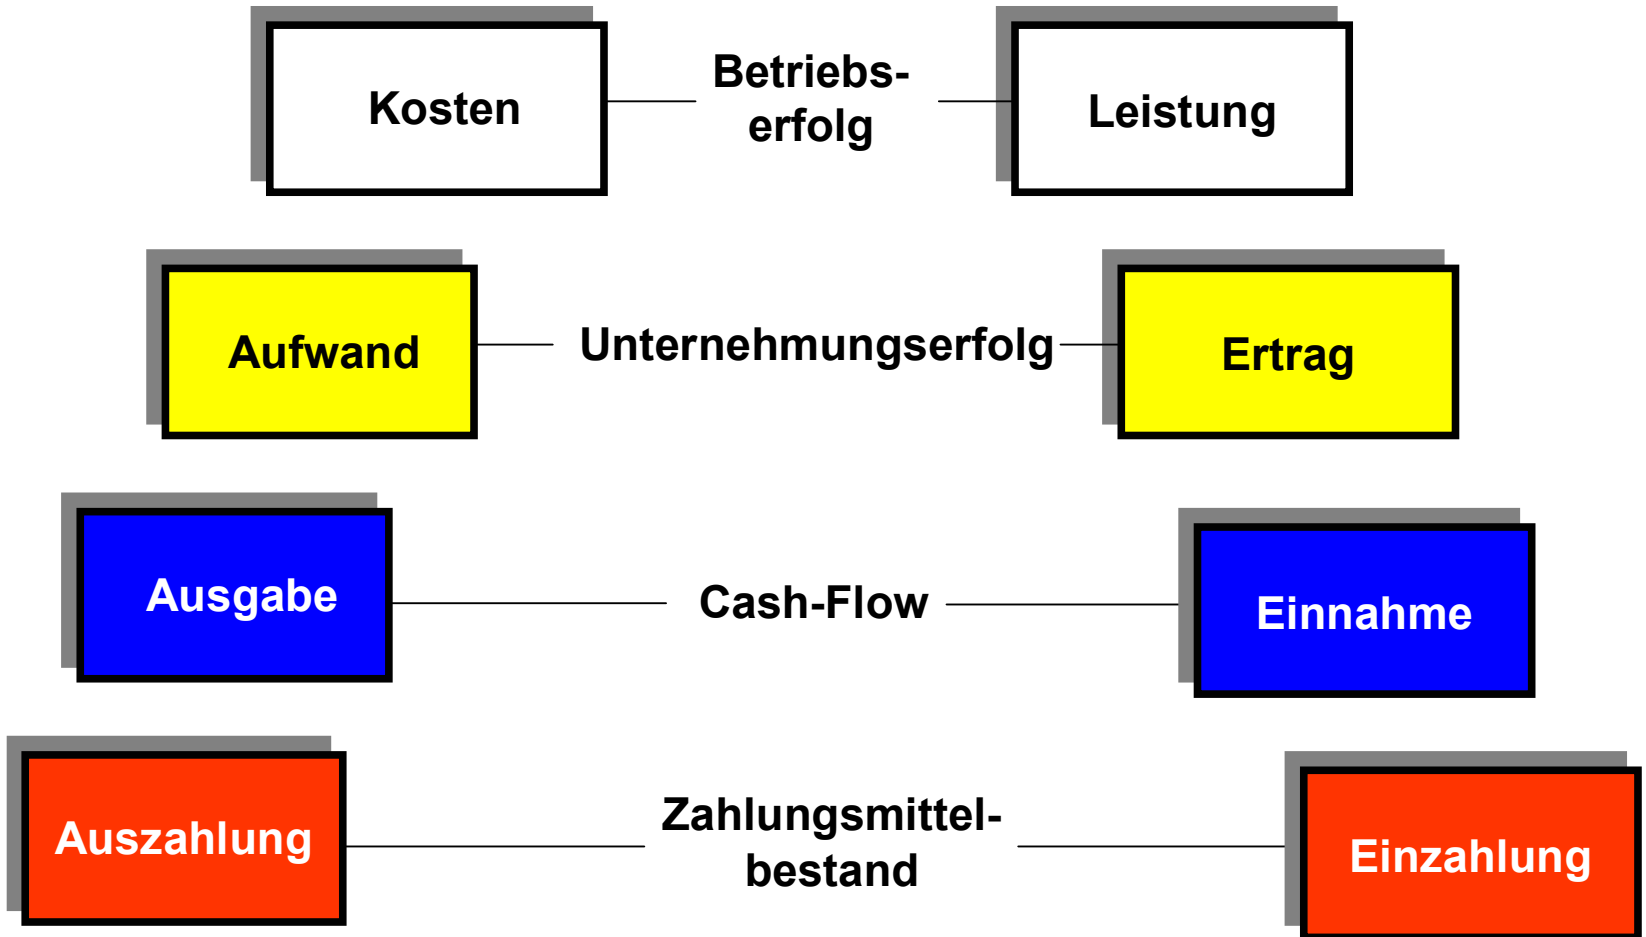 Kosten
Betriebs-
erfolg
Leistung
Aufwand
Unternehmungserfolg
Ertrag
Ausgabe
Cash-Flow
Einnahme
Auszahlung
Zahlungsmittel-
bestand
Einzahlung